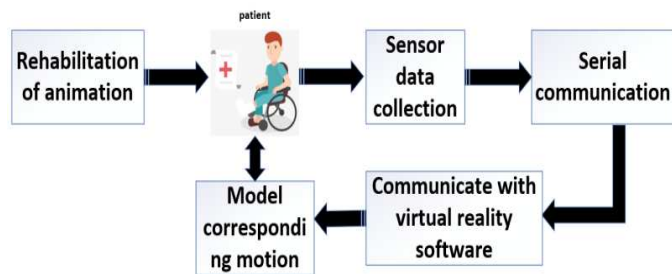 patient
Rehabilitation
of animation
Sensor
data
collection
Serial
communication
Model
correspondi
ng motion
Communicate with
virtual reality
software